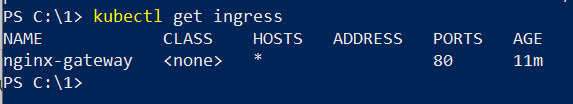 PS C:\1> kubectl get ingress
NAME CLASS HOSTS ADDRESS PORTS AGE
nginx-gateway <none> * 80 11m
PS C:\1>